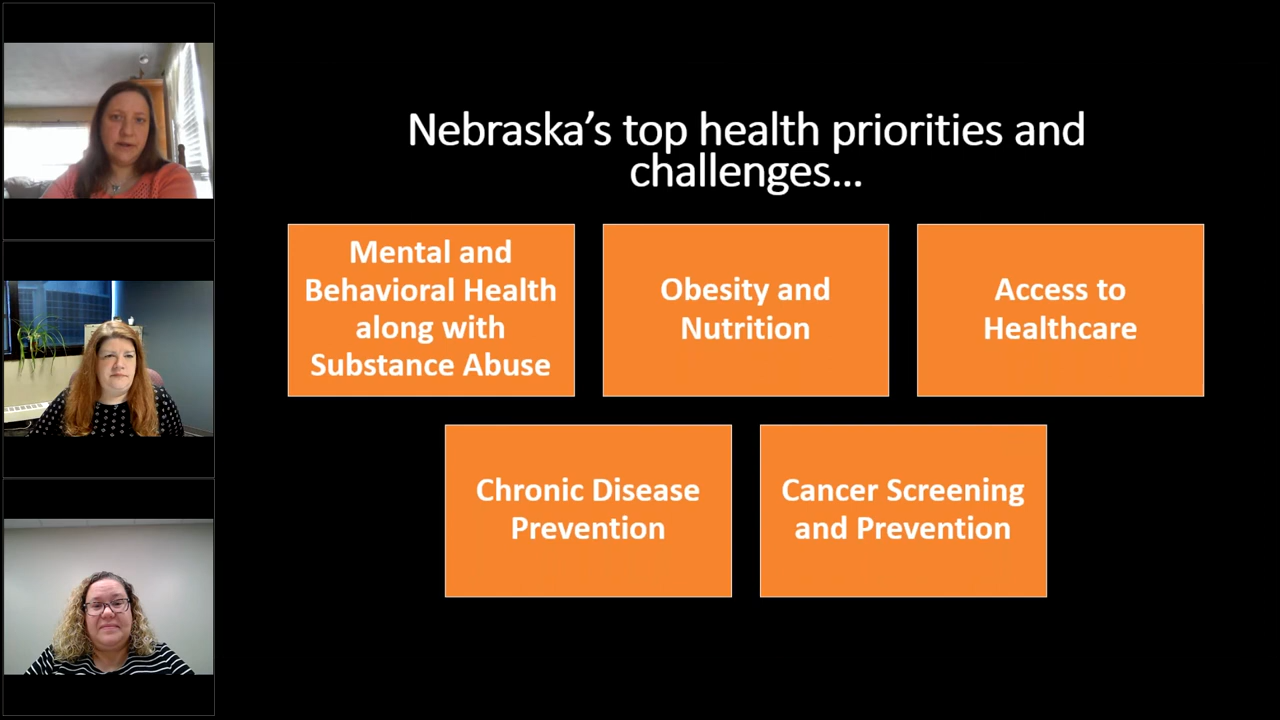 Nebraska’s top health priorities and
challenges…
Mental and
Behavioral Health
along with
Substance Abuse
Obesity and
Nutrition
Access to
Healthcare
Chronic Disease
Prevention
Cancer Screening
and Prevention